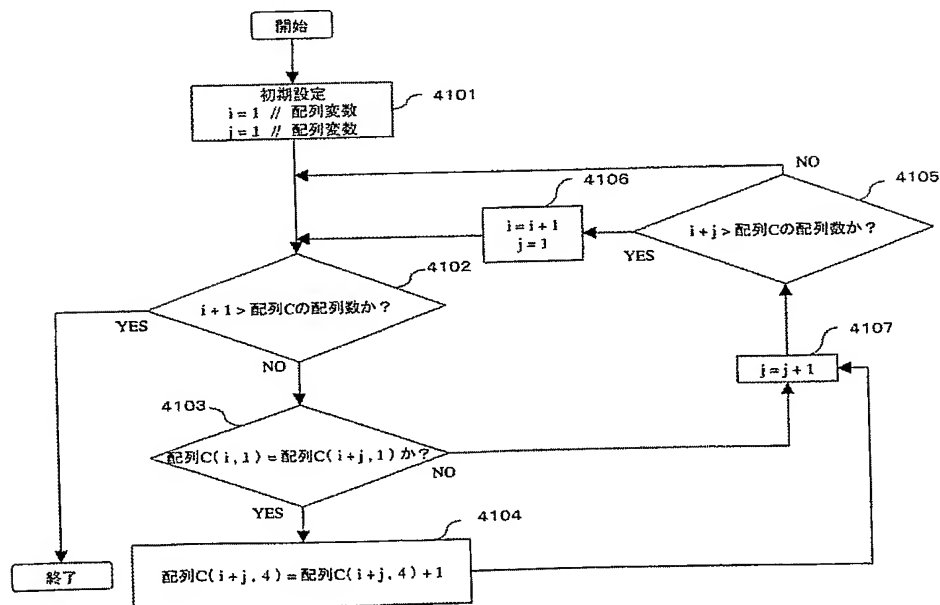 開始
初期設定
i=1 // 配列変数
j=1 // 配列変数
4101
NO
4105
4106
i=i+1
j=1
i+j>配列Cの配列数か?
YES
4102
i+1>配列Cの配列数か?
YES
NO
4107
j=j+1
4103
配列C(i,1)=配列C(i+j,1)か?
NO
YES
4104
配列C(i+j,4)=配列C(i+j,4)+1
終了